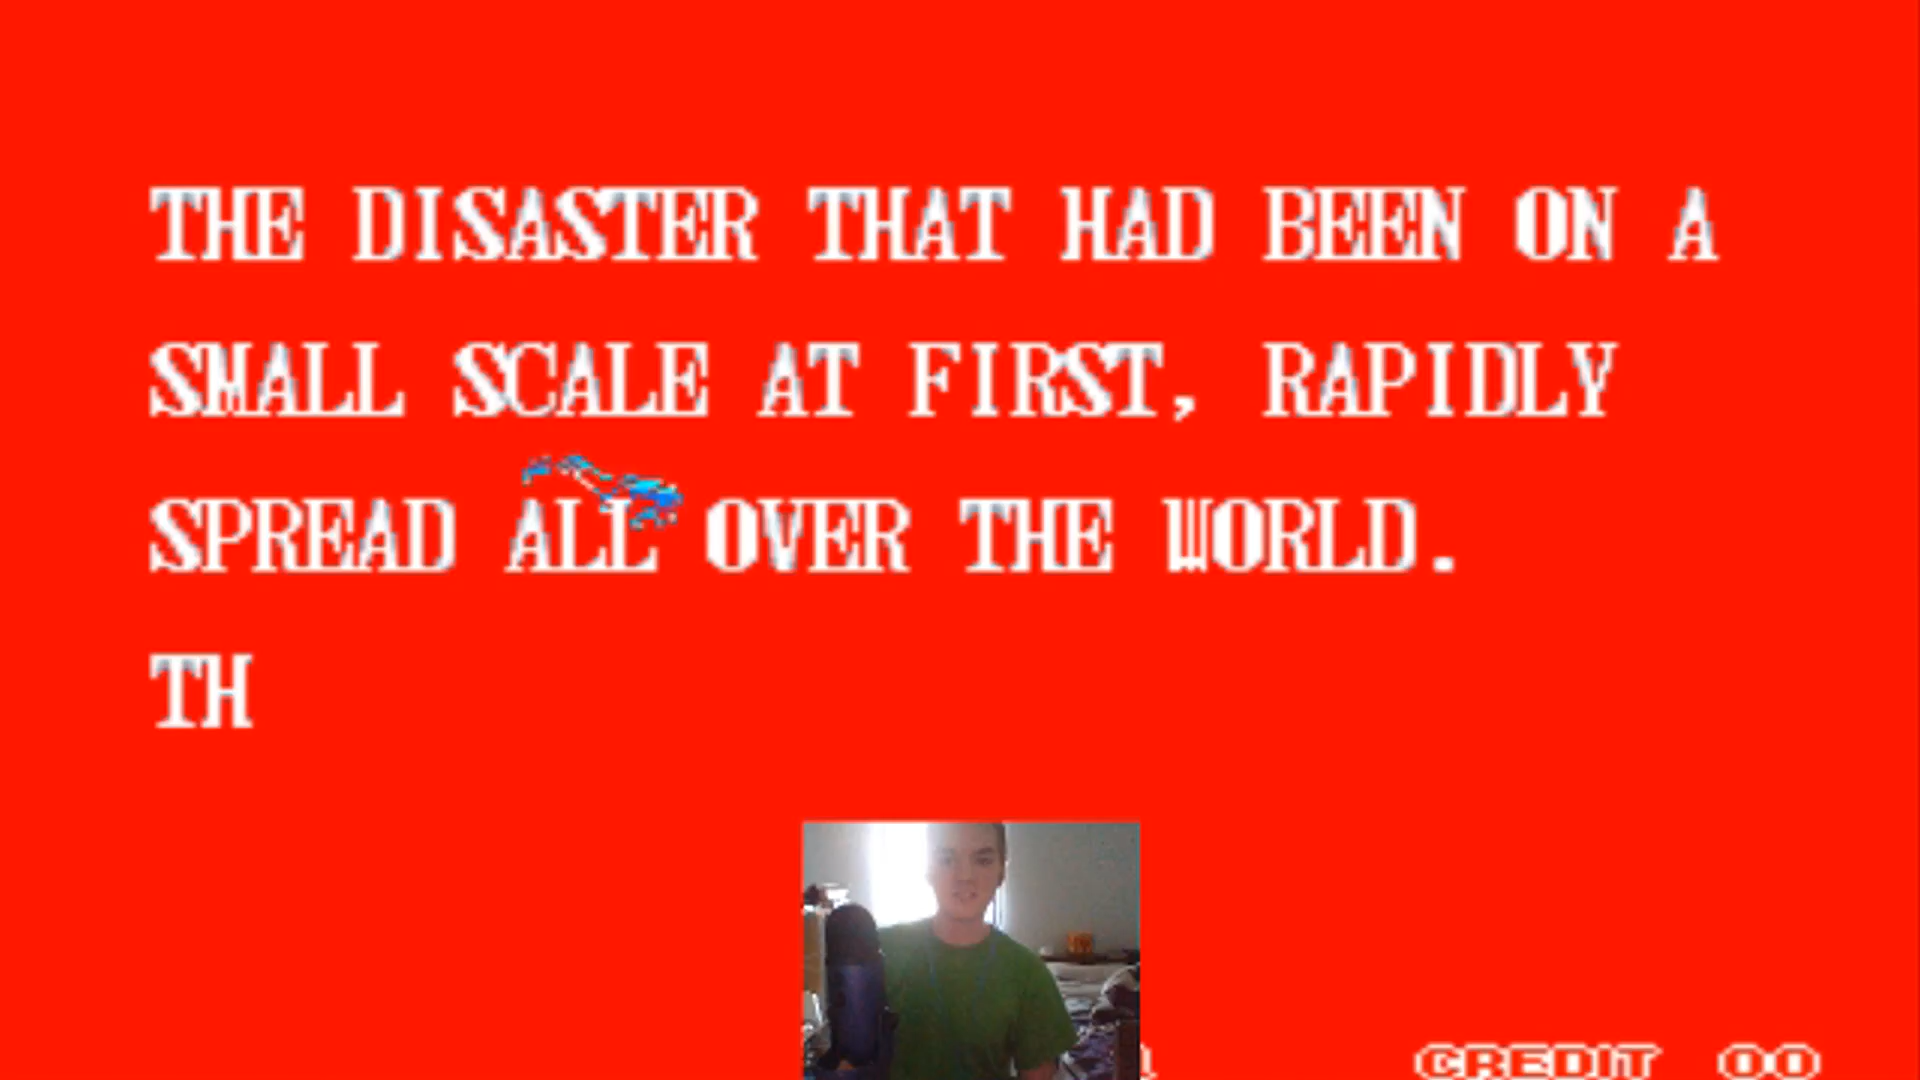 THE DISASTER THAT HAD BEEN ON A
SMALL SCALE AT FIRST, RAPIDLY
SPREAD ALL OVER THE WORLD.
TH
CREDIT 00